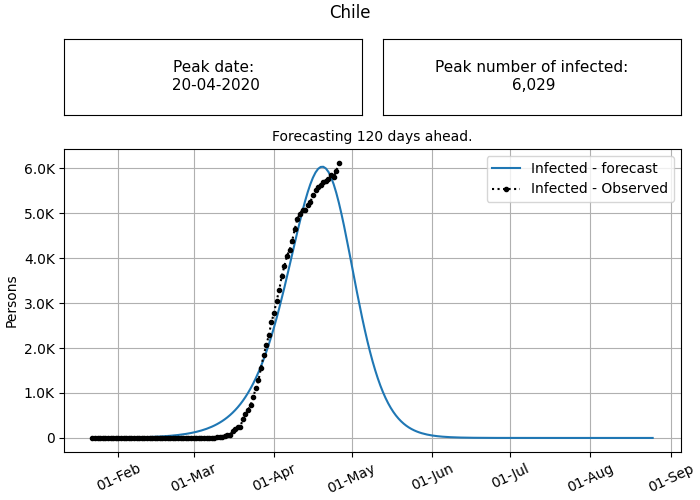 Chile
Peak date:
20-04-2020
Peak number of infected:
6,029
Forecasting 120 days ahead.
Infected - forecast
Infected - Observed
Persons
6.0K
5.0K
4.0K
3.0K
2.0K
1.0K
0
01-Feb
01-Mar
01-Apr
01-May
01-Jun
01-Jul
01-Aug
01-Sep